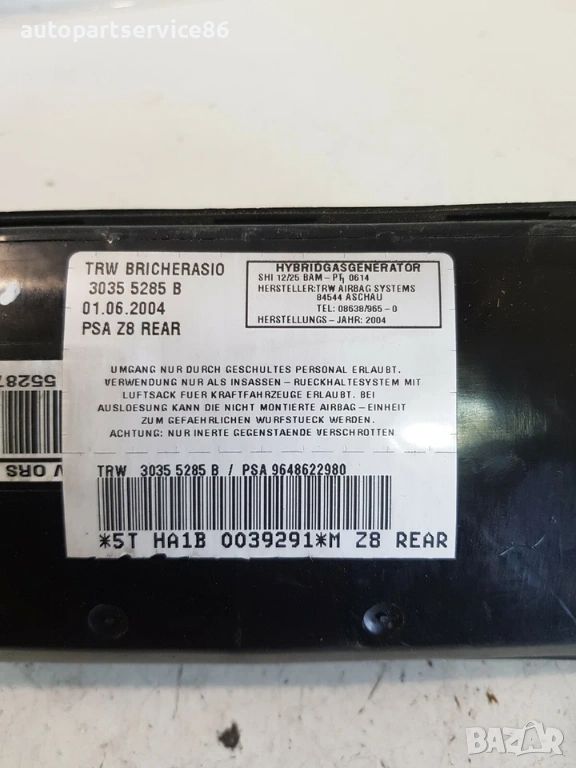 autopartservice86
TRW BRICHERASIO
3035 5285 B
01.06.2004
PSA Z8 REAR
HYBRIDGASGENERATOR
SHI 12/25 BAM-PT1 0614
HERSTELLER:TRW AIRBAG SYSTEMS
84544 ASCHAU
TEL: 08638/965-0
HERSTELLUNGS- JAHR: 2004
UMGANG NUR DURCH GESCHULTES PERSONAL ERLAUBT.
VERWENDUNG NUR ALS INSASSEN-RUECKHALTESYSTEM MIT
LUFTSACK FUER KRAFTFAHRZEUGE ERLAUBT. BEI
AUSLOESUNG KANN DIE NICHT MONTIERTE AIRBAG-EINHEIT
ZUM GEFAEHRLICHEN WURFSTUECK WERDEN.
ACHTUNG: NUR INERTE GEGENSTAENDE VERSCHROTTEN
TRW 3035 5285 B / PSA 9648622980
*5T HA1B 0039291*M Z8 REAR
5528
V ORS
BAZAR